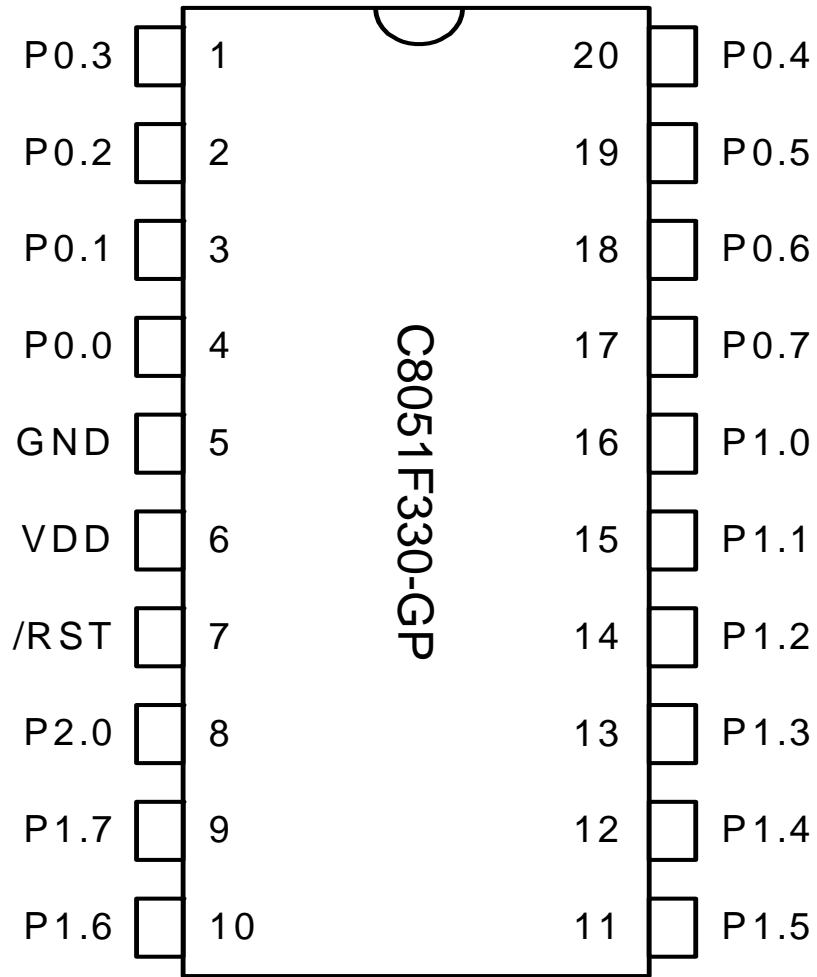 P0.3 1 20 P0.4
P0.2 2 19 P0.5
P0.1 3 18 P0.6
P0.0 4 17 P0.7
GND 5 16 P1.0
VDD 6 15 P1.1
/RST 7 14 P1.2
P2.0 8 13 P1.3
P1.7 9 12 P1.4
P1.6 10 11 P1.5
C8051F330-GP